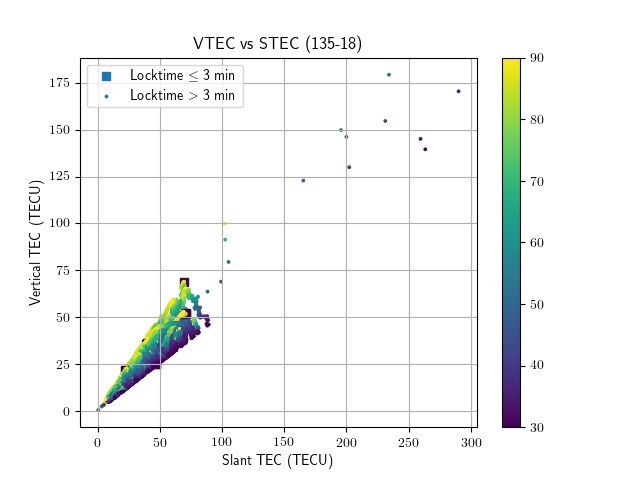 VTEC vs STEC (135-18)
Locktime ≤ 3 min
Locktime > 3 min
Vertical TEC (TECU)
175
150
125
100
75
50
25
0
0 50 100 150 200 250 300
Slant TEC (TECU)
90
80
70
60
50
40
30